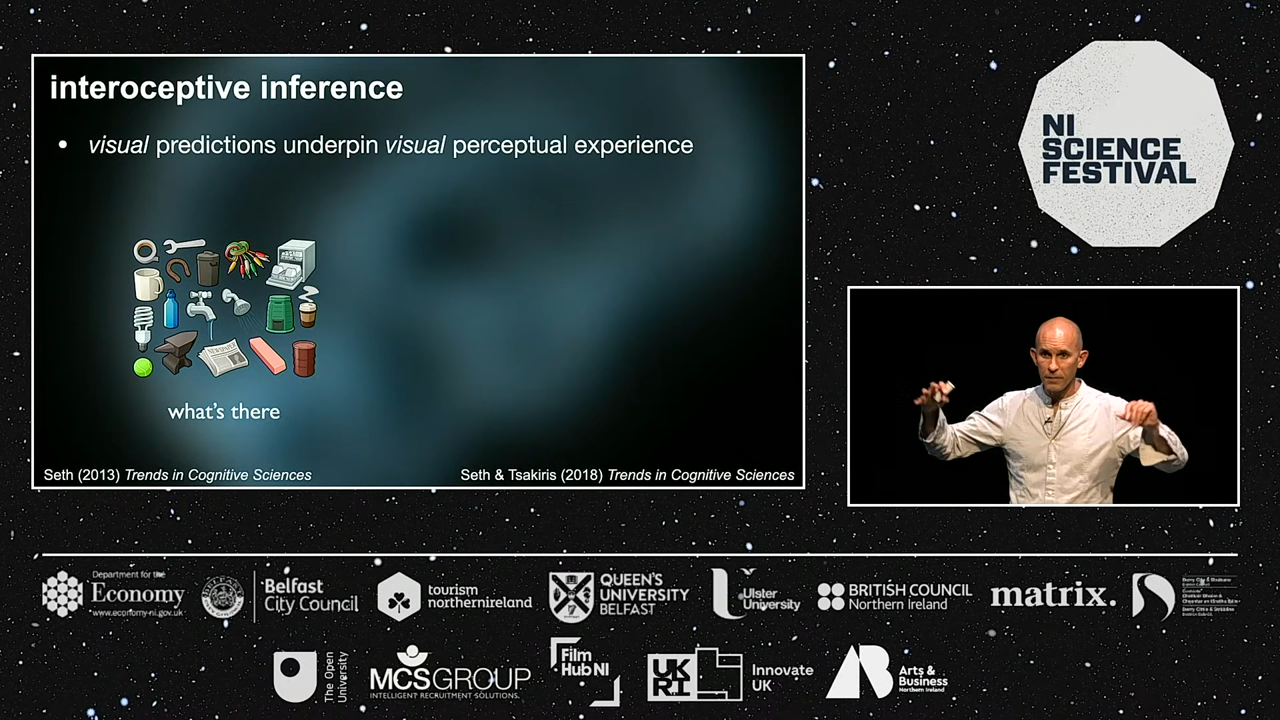 interoceptive inference
• visual predictions underpin visual perceptual experience
what's there
Seth (2013) Trends in Cognitive Sciences
Seth & Tsakiris (2018) Trends in Cognitive Sciences
NI
SCIENCE
FESTIVAL
Department for the
Economy
www.economy-ni.gov.uk
Belfast
City Council
tourism
northernireland
QUEEN'S
UNIVERSITY
BELFAST
Ulster
University
BRITISH COUNCIL
Northern Ireland
matrix.
The Open
University
MCSGROUP
INTELLIGENT RECRUITMENT SOLUTIONS.
Film
Hub NI
UK
RI
Innovate
UK
Arts &
Business
Northern Ireland